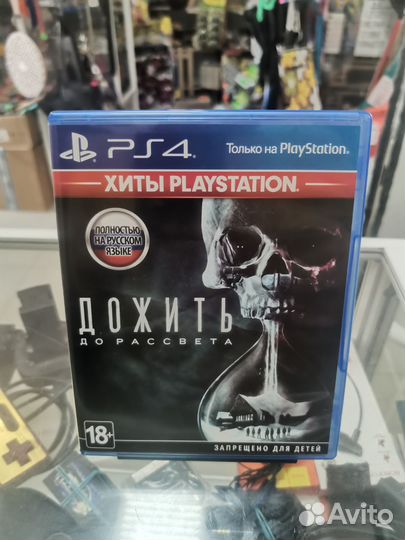 PS4
Только на PlayStation
ХИТЫ PLAYSTATION
ПОЛНОСТЬЮ
НА РУССКОМ
ЯЗЫКЕ
ДОЖИТЬ
ДО РАССВЕТА
18+
ЗАПРЕЩЕНО ДЛЯ ДЕТЕЙ
Avito